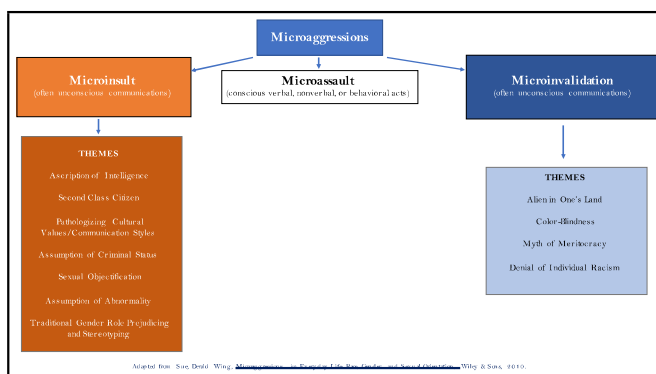 Microaggressions
Microinsult
(often unconscious communications)
Microassault
(conscious verbal, nonverbal, or behavioral acts)
Microinvalidation
(often unconscious communications)
THEMES
Ascription of Intelligence
Second Class Citizen
Pathologizing Cultural
Values/Communication Styles
Assumption of Criminal Status
Sexual Objectification
Assumption of Abnormality
Traditional Gender Role Prejudicing
and Stereotyping
THEMES
Alien in One's Land
Color-Blindness
Myth of Meritocracy
Denial of Individual Racism
Adapted from Sue, Derald Wing. Microaggressions in Everyday Life: Race, Gender, and Sexual Orientation. Wiley & Sons, 2010.